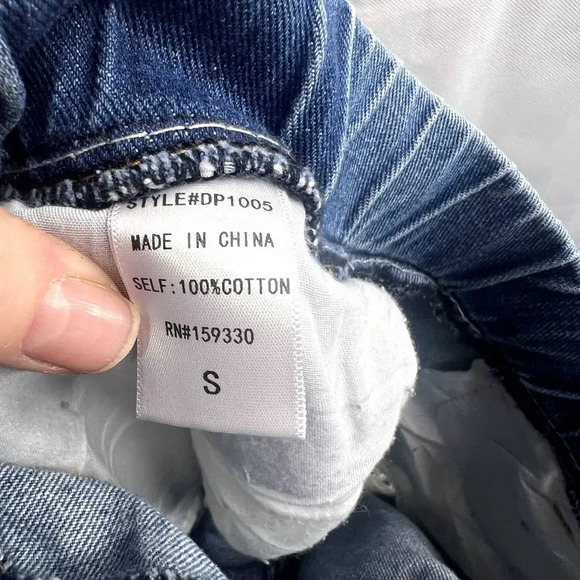 STYLE#DP1005
MADE IN CHINA
SELF:100%COTTON
RN#159330
S